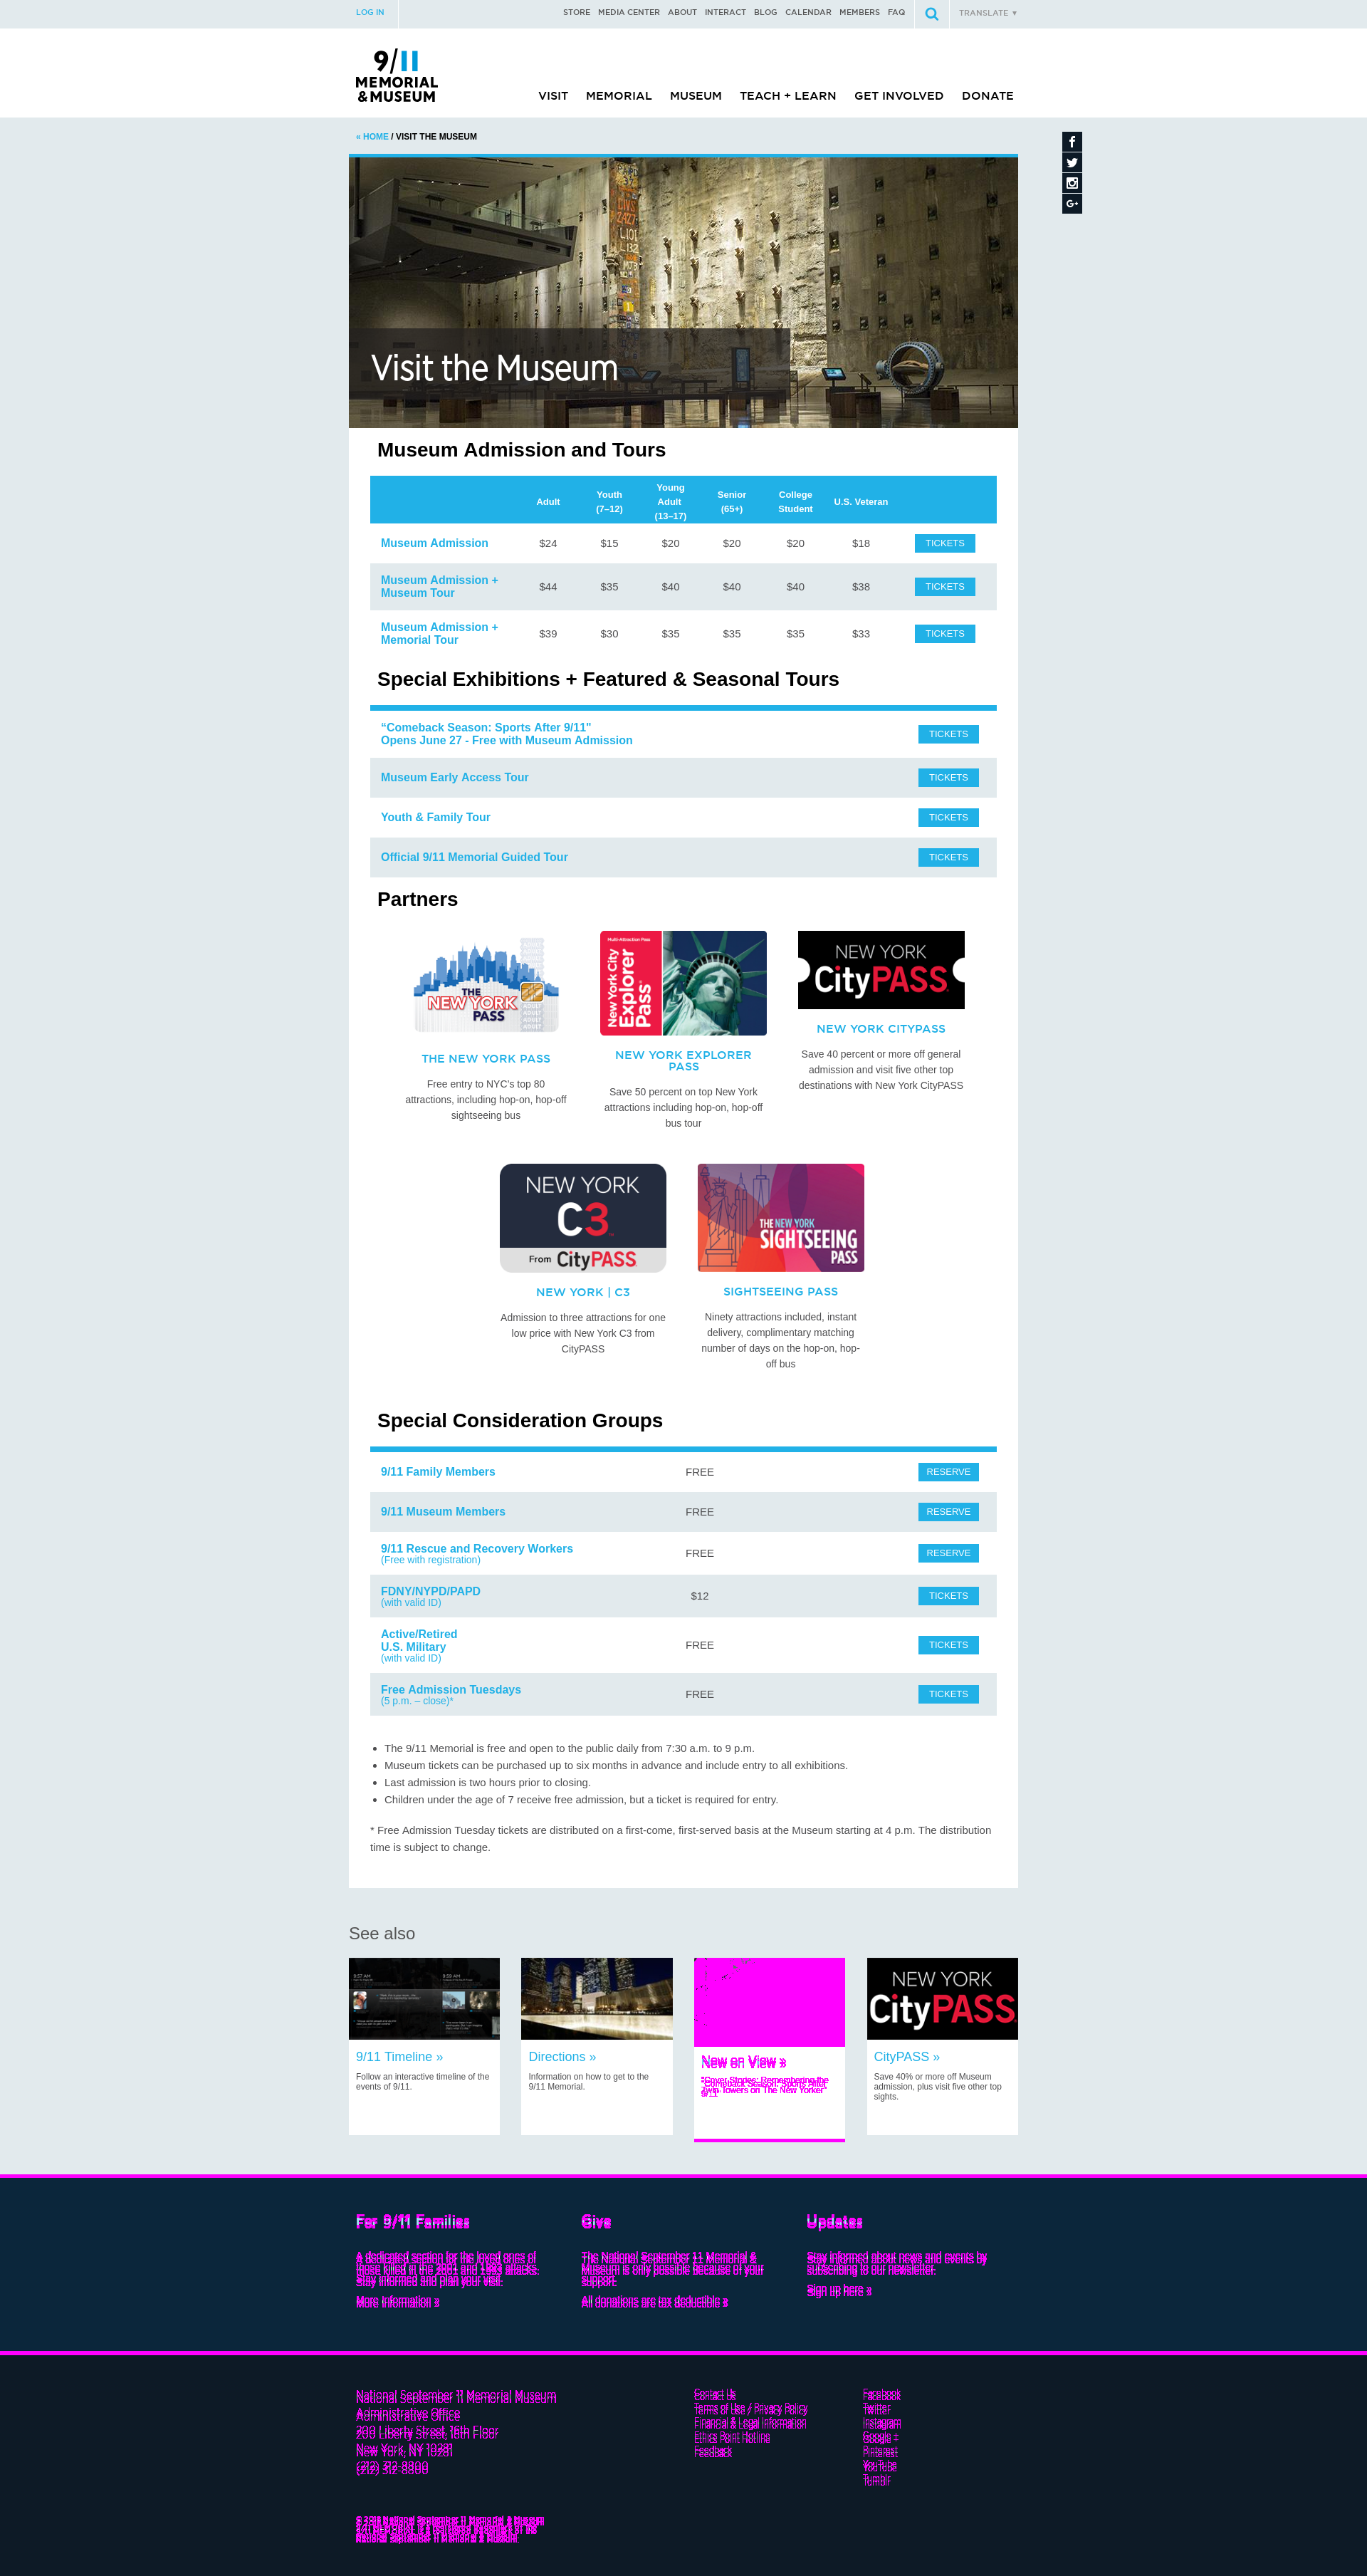 LOG IN
STORE MEDIA CENTER ABOUT INTERACT BLOG CALENDAR MEMBERS FAQ
TRANSLATE ▼
9/11
MEMORIAL
&MUSEUM
VISIT MEMORIAL MUSEUM TEACH + LEARN GET INVOLVED DONATE
« HOME / VISIT THE MUSEUM
Visit the Museum
Museum Admission and Tours
Adult Youth (7–12) Young Adult (13–17) Senior (65+) College Student U.S. Veteran
Museum Admission $24 $15 $20 $20 $20 $18 TICKETS
Museum Admission +
Museum Tour $44 $35 $40 $40 $40 $38 TICKETS
Museum Admission +
Memorial Tour $39 $30 $35 $35 $35 $33 TICKETS
Special Exhibitions + Featured & Seasonal Tours
“Comeback Season: Sports After 9/11"
Opens June 27 - Free with Museum Admission TICKETS
Museum Early Access Tour TICKETS
Youth & Family Tour TICKETS
Official 9/11 Memorial Guided Tour TICKETS
Partners
THE
NEW YORK
PASS
ADULT
THE NEW YORK PASS
Free entry to NYC's top 80
attractions, including hop-on, hop-off
sightseeing bus
Multi-Attraction Pass
New York City
Explorer
Pass
NEW YORK EXPLORER
PASS
Save 50 percent on top New York
attractions including hop-on, hop-off
bus tour
NEW YORK
CityPASS
NEW YORK CITYPASS
Save 40 percent or more off general
admission and visit five other top
destinations with New York CityPASS
NEW YORK
C3
From CityPASS
NEW YORK | C3
Admission to three attractions for one
low price with New York C3 from
CityPASS
THE NEW YORK
SIGHTSEEING
PASS
SIGHTSEEING PASS
Ninety attractions included, instant
delivery, complimentary matching
number of days on the hop-on, hop-
off bus
Special Consideration Groups
9/11 Family Members FREE RESERVE
9/11 Museum Members FREE RESERVE
9/11 Rescue and Recovery Workers
(Free with registration) FREE RESERVE
FDNY/NYPD/PAPD
(with valid ID) $12 TICKETS
Active/Retired
U.S. Military
(with valid ID) FREE TICKETS
Free Admission Tuesdays
(5 p.m. – close)* FREE TICKETS
• The 9/11 Memorial is free and open to the public daily from 7:30 a.m. to 9 p.m.
• Museum tickets can be purchased up to six months in advance and include entry to all exhibitions.
• Last admission is two hours prior to closing.
• Children under the age of 7 receive free admission, but a ticket is required for entry.
* Free Admission Tuesday tickets are distributed on a first-come, first-served basis at the Museum starting at 4 p.m. The distribution
time is subject to change.
See also
9/11 Timeline »
Follow an interactive timeline of the
events of 9/11.
Directions »
Information on how to get to the
9/11 Memorial.
Now on View »
NEW YORK
CityPASS
CityPASS »
Save 40% or more off Museum
admission, plus visit five other top
sights.
For 9/11 Families
A dedicated section for the loved ones of
those killed in the 2001 and 1993 attacks.
Stay informed and plan your visit.
More Information »
Give
The National September 11 Memorial &
Museum is only possible because of your
support.
All donations are tax deductible »
Updates
Stay informed about news and events by
subscribing to our newsletter.
Sign up here »
National September 11 Memorial Museum
Administrative Office
200 Liberty Street, 16th Floor
New York, NY 10281
(212) 312-8800
Contact Us
Terms of Use / Privacy Policy
Financial & Legal Information
Ethics Point Hotline
Feedback
Facebook
Twitter
Instagram
Google +
Pinterest
YouTube
Tumblr